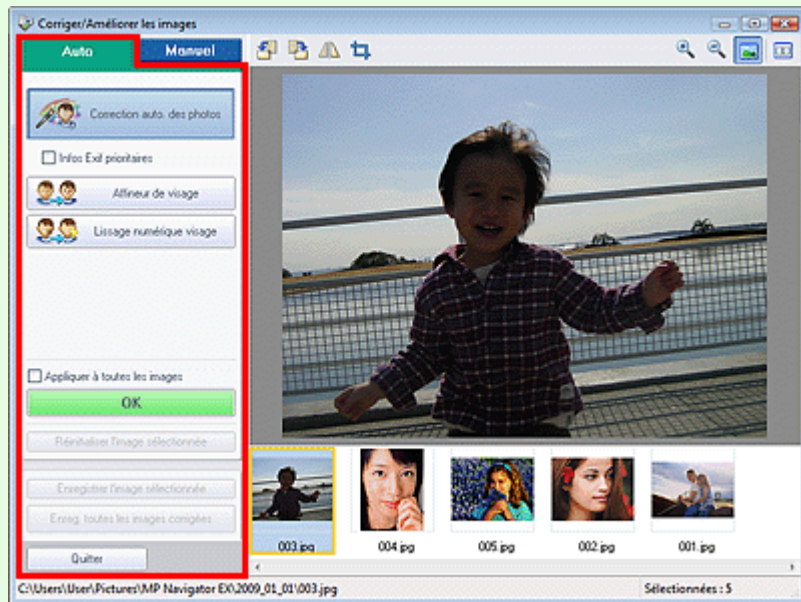 Corriger/Améliorer les images
Auto
Manuel
Correction auto. des photos
Infos Exif prioritaires
Affineur de visage
Lissage numérique visage
Appliquer à toutes les images
OK
Réinitialiser l'image sélectionnée
Enregistrer l'image sélectionnée
Enreg. toutes les images corrigées
Quitter
003.jpg
004.jpg
005.jpg
002.jpg
001.jpg
C:\Users\User\Pictures\MP Navigator EX\2009_01_01\003.jpg
Sélectionnées : 5